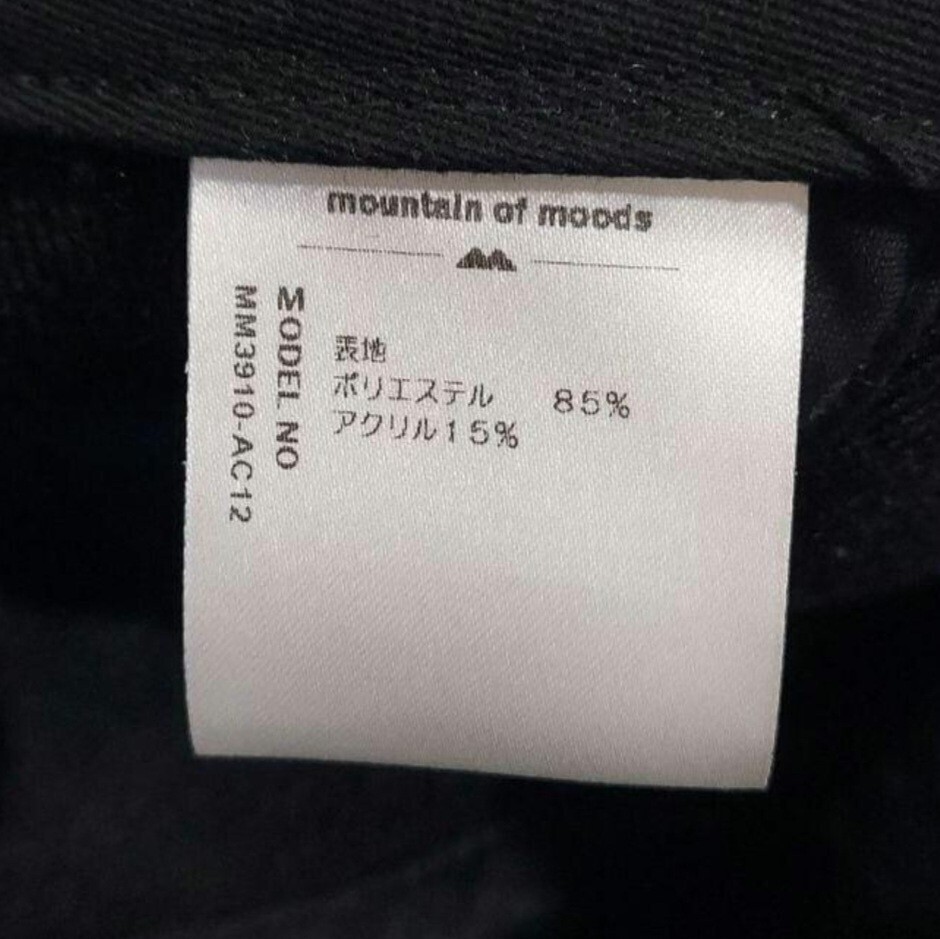 mountain of moods
MODEL NO
MM3910-AC12
表地
ポリエステル 85%
アクリル15%